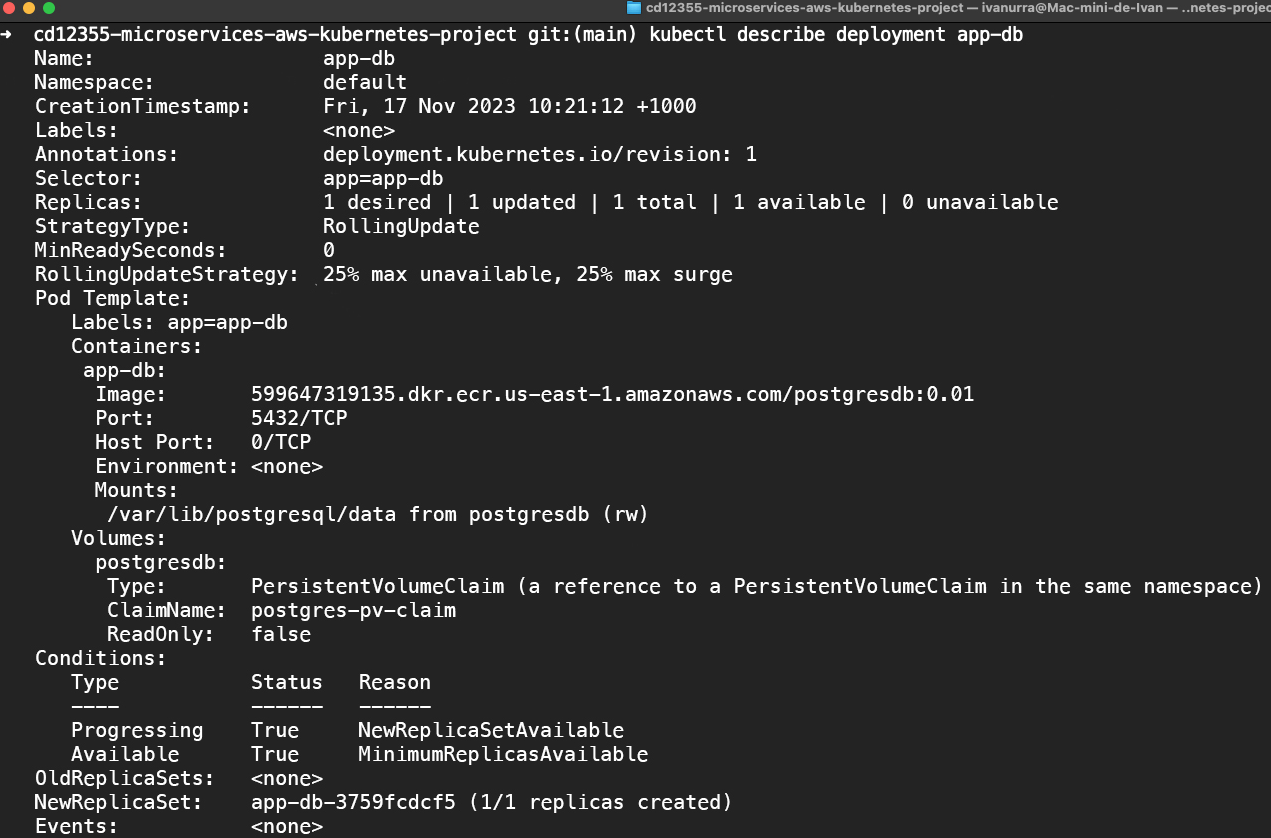 cd12355-microservices-aws-kubernetes-project — ivanurra@Mac-mini-de-Ivan — ..netes-project
➜ cd12355-microservices-aws-kubernetes-project git:(main) kubectl describe deployment app-db
Name: app-db
Namespace: default
CreationTimestamp: Fri, 17 Nov 2023 10:21:12 +1000
Labels: <none>
Annotations: deployment.kubernetes.io/revision: 1
Selector: app=app-db
Replicas: 1 desired | 1 updated | 1 total | 1 available | 0 unavailable
StrategyType: RollingUpdate
MinReadySeconds: 0
RollingUpdateStrategy: 25% max unavailable, 25% max surge
Pod Template:
Labels: app=app-db
Containers:
app-db:
Image: 599647319135.dkr.ecr.us-east-1.amazonaws.com/postgresdb:0.01
Port: 5432/TCP
Host Port: 0/TCP
Environment: <none>
Mounts:
/var/lib/postgresql/data from postgresdb (rw)
Volumes:
postgresdb:
Type: PersistentVolumeClaim (a reference to a PersistentVolumeClaim in the same namespace)
ClaimName: postgres-pv-claim
ReadOnly: false
Conditions:
Type Status Reason
---- ------ ------
Progressing True NewReplicaSetAvailable
Available True MinimumReplicasAvailable
OldReplicaSets: <none>
NewReplicaSet: app-db-3759fcdcf5 (1/1 replicas created)
Events: <none>